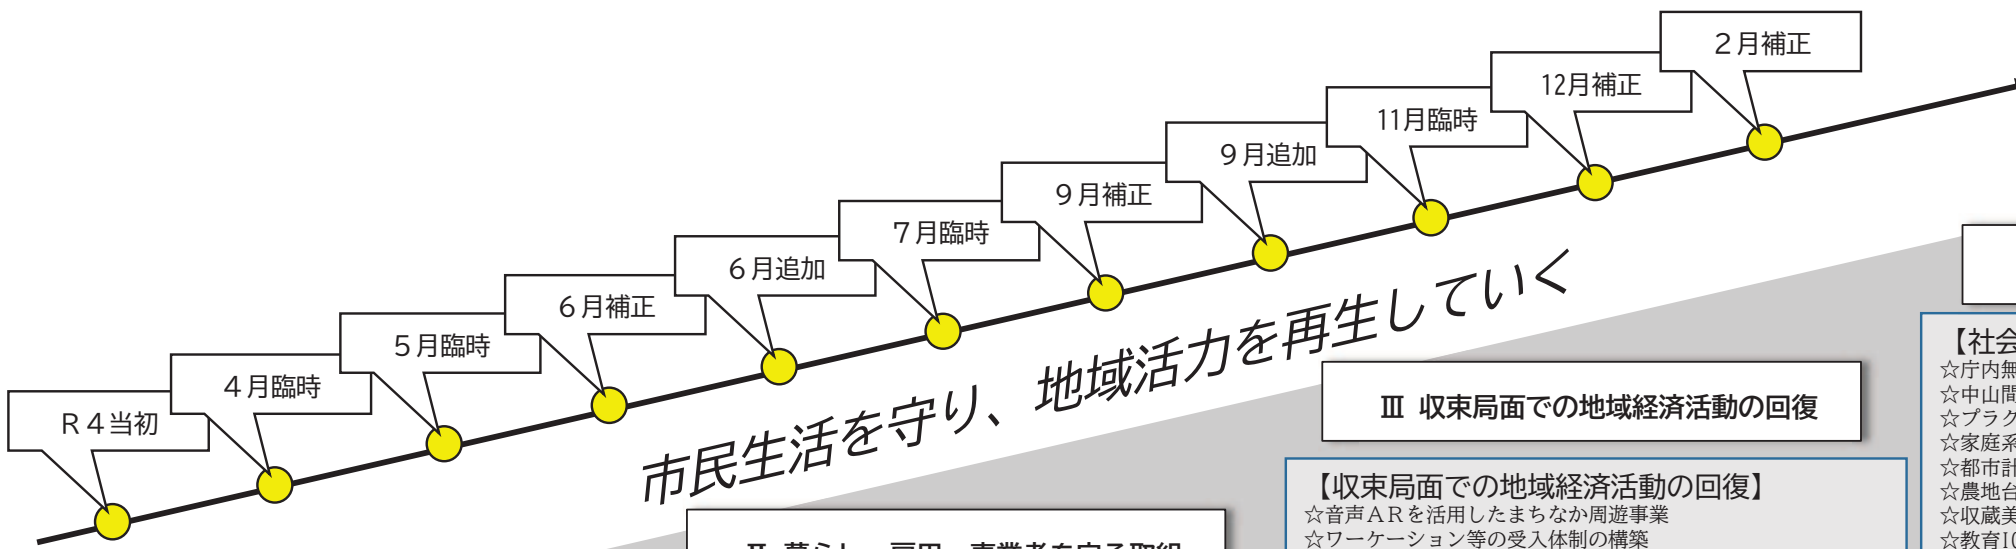 R4当初
4月臨時
5月臨時
6月補正
6月追加
7月臨時
9月補正
9月追加
11月臨時
12月補正
2月補正
市民生活を守り、地域活力を再生していく
Ⅲ 収束局面での地域経済活動の回復
【収束局面での地域経済活動の回復】
☆音声ARを活用したまちなか周遊事業
☆ワーケーション等の受入体制の構築
【社会
☆庁内無
☆中山間
☆プラク
☆家庭系
☆都市計
☆農地台
☆収蔵美
☆教育IC